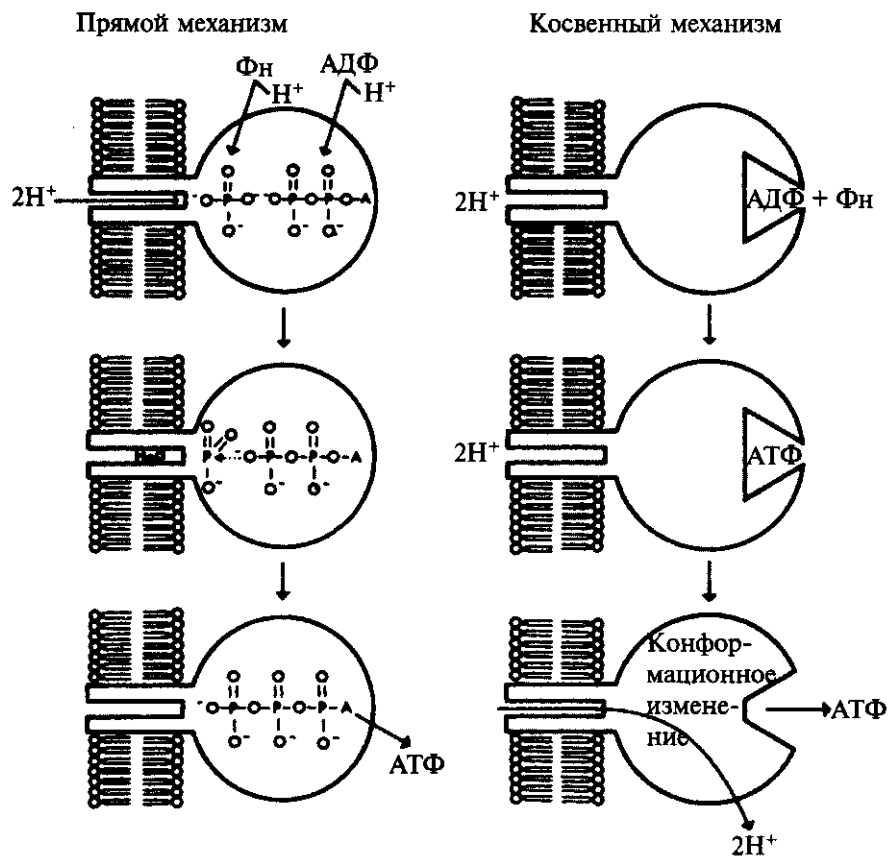 Прямой механизм
Косвенный механизм
Фн
H⁺
АДФ
H⁺
2H⁺
⁻O-P-O⁻ ⁻O-P-O-P-O-A
2H⁺
АДФ + Фн
P ⁻O-P-O-P-O-A
2H⁺
АТФ
⁻O-P-O-P-O-P-A
АТФ
Конфор-
мационное
измене-
ние
АТФ
2H⁺